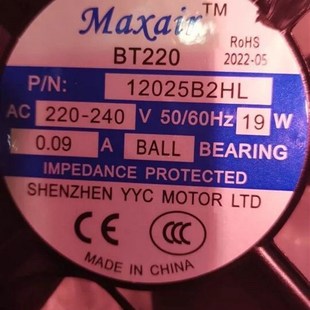 Maxair™
BT220
RoHS
2022-05
P/N: 12025B2HL
AC 220-240 V 50/60Hz 19 W
0.09 A BALL BEARING
IMPEDANCE PROTECTED
SHENZHEN YYC MOTOR LTD
CE CCC
MADE IN CHINA